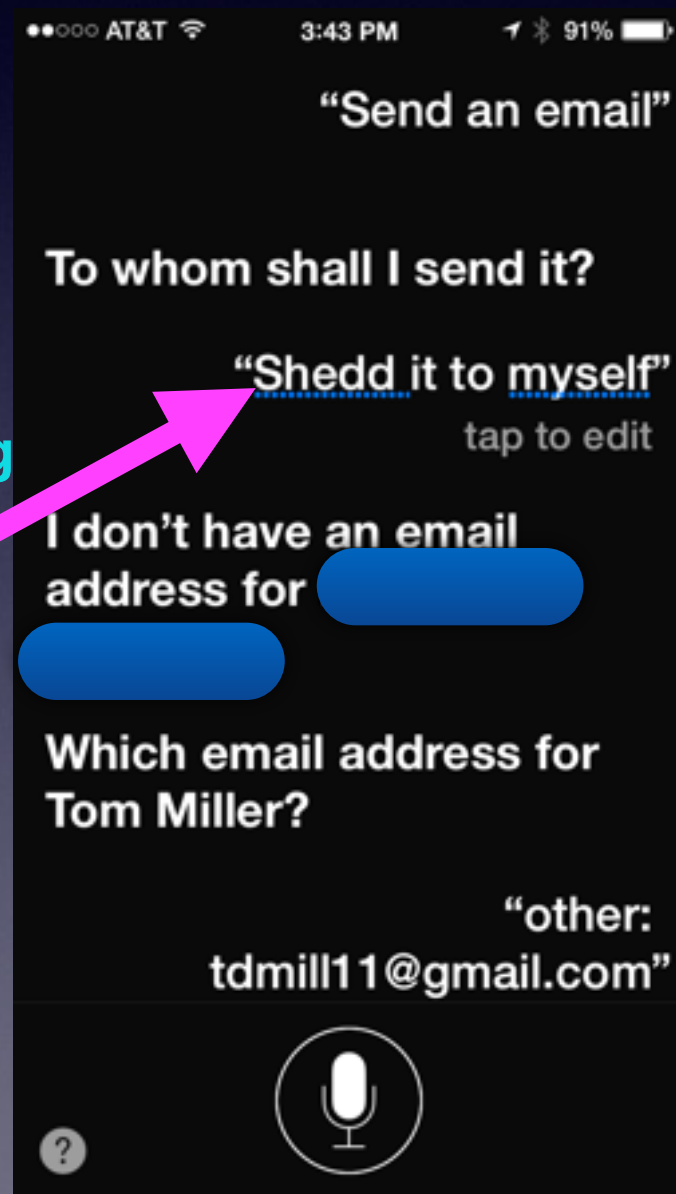 AT&T 3:43 PM 91%
“Send an email”
To whom shall I send it?
“Shedd it to myself”
tap to edit
g
I don’t have an email
address for
Which email address for
Tom Miller?
“other:
tdmill11@gmail.com”
?